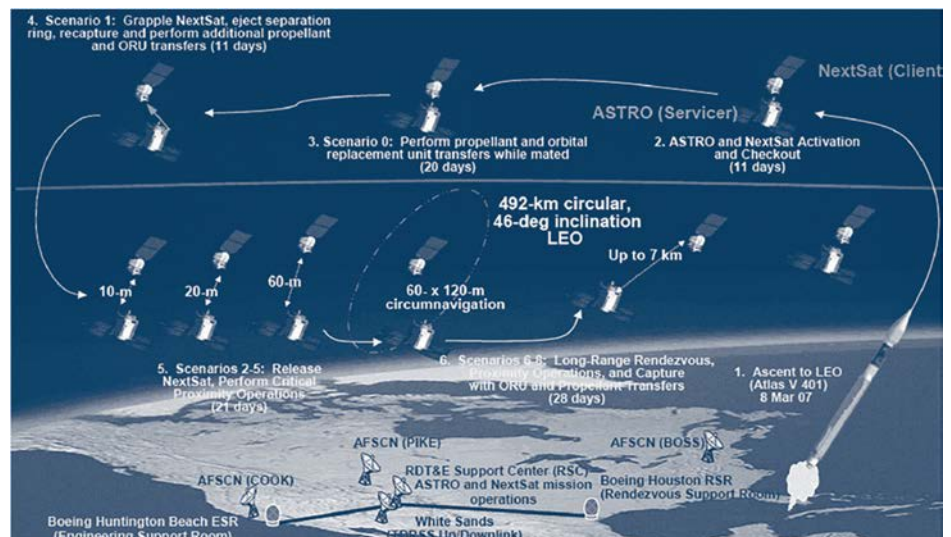 4. Scenario 1: Grapple NextSat, eject separation
ring, recapture and perform additional propellant
and ORU transfers (11 days)
NextSat (Client
ASTRO (Servicer)
3. Scenario 0: Perform propellant and orbital
replacement unit transfers while mated
(20 days)
2. ASTRO and NextSat Activation
and Checkout
(11 days)
492-km circular,
46-deg inclination
LEO
Up to 7 km
10-m
20-m
60-m
60- x 120-m
circumnavigation
5. Scenarios 2-5: Release
NextSat, Perform Critical
Proximity Operations
(21 days)
6. Scenarios 6-8: Long-Range Rendezvous,
Proximity Operations, and Capture
with ORU and Propellant Transfers
(28 days)
1. Ascent to LEO
(Atlas V 401)
8 Mar 07
AFSCN (PIKE)
AFSCN (BOSS)
AFSCN (COOK)
RDT&E Support Center (RSC)
ASTRO and NextSat mission
operations
Boeing Houston RSR
(Rendezvous Support Room)
Boeing Huntington Beach ESR
(Engineering Support Room)
White Sands
(TDRSS Up/Downlink)